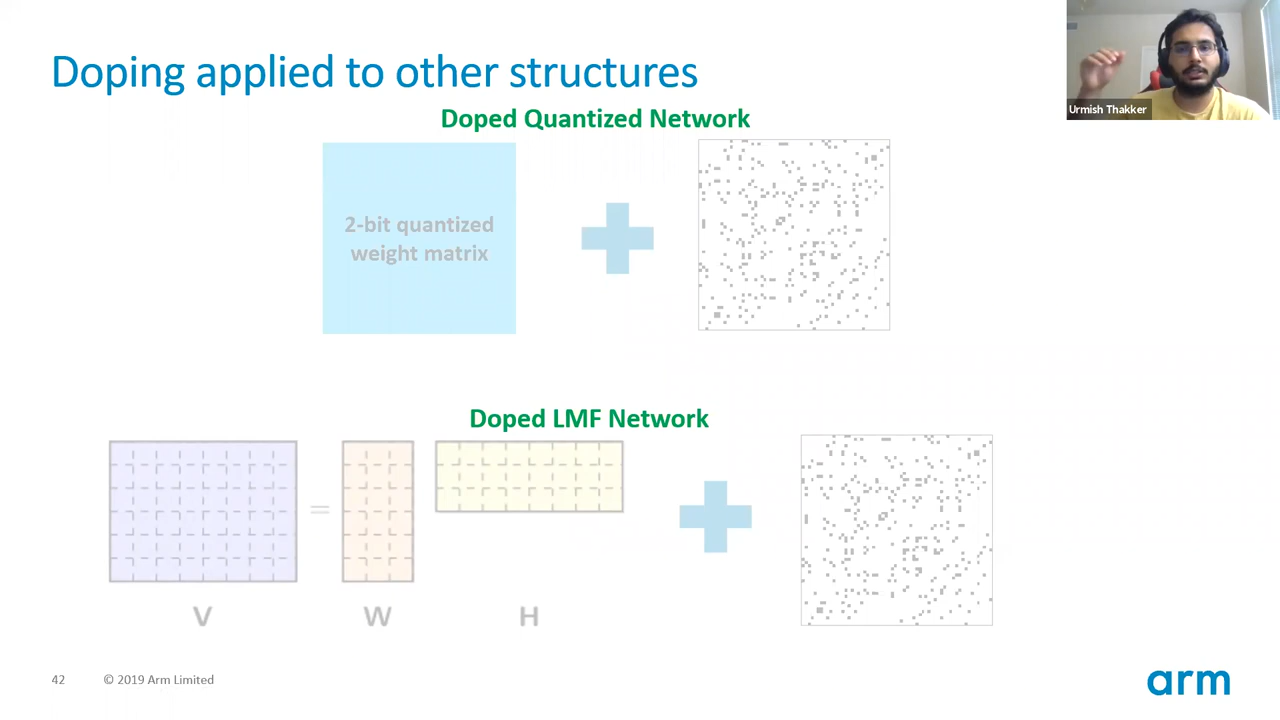 Doping applied to other structures
Urmish Thakker
Doped Quantized Network
2-bit quantized
weight matrix
Doped LMF Network
=
V
W
H
42
© 2019 Arm Limited
arm